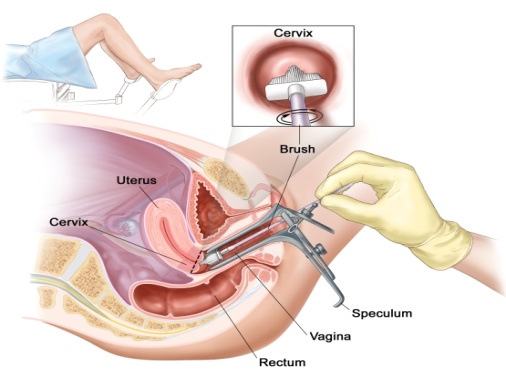 Cervix
Brush
Uterus
Cervix
Speculum
Vagina
Rectum